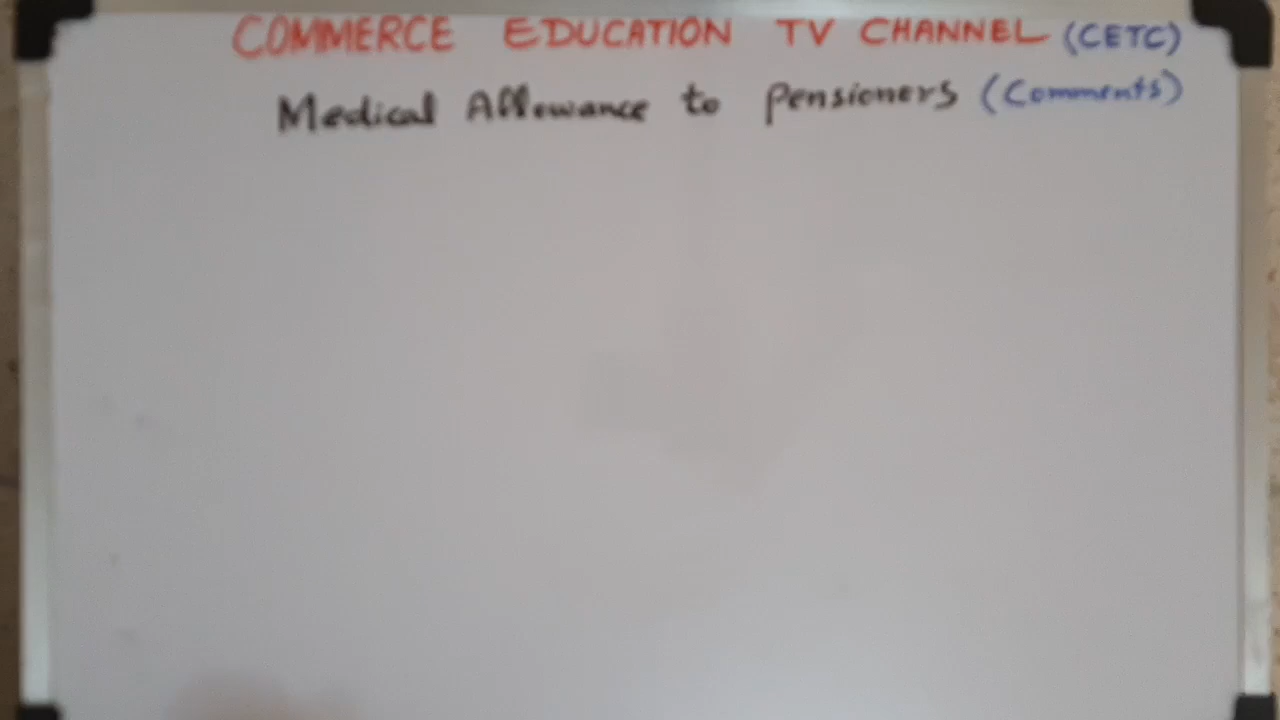 COMMERCE EDUCATION TV CHANNEL (CETC)
Medical Allowance to Pensioners (Comments)